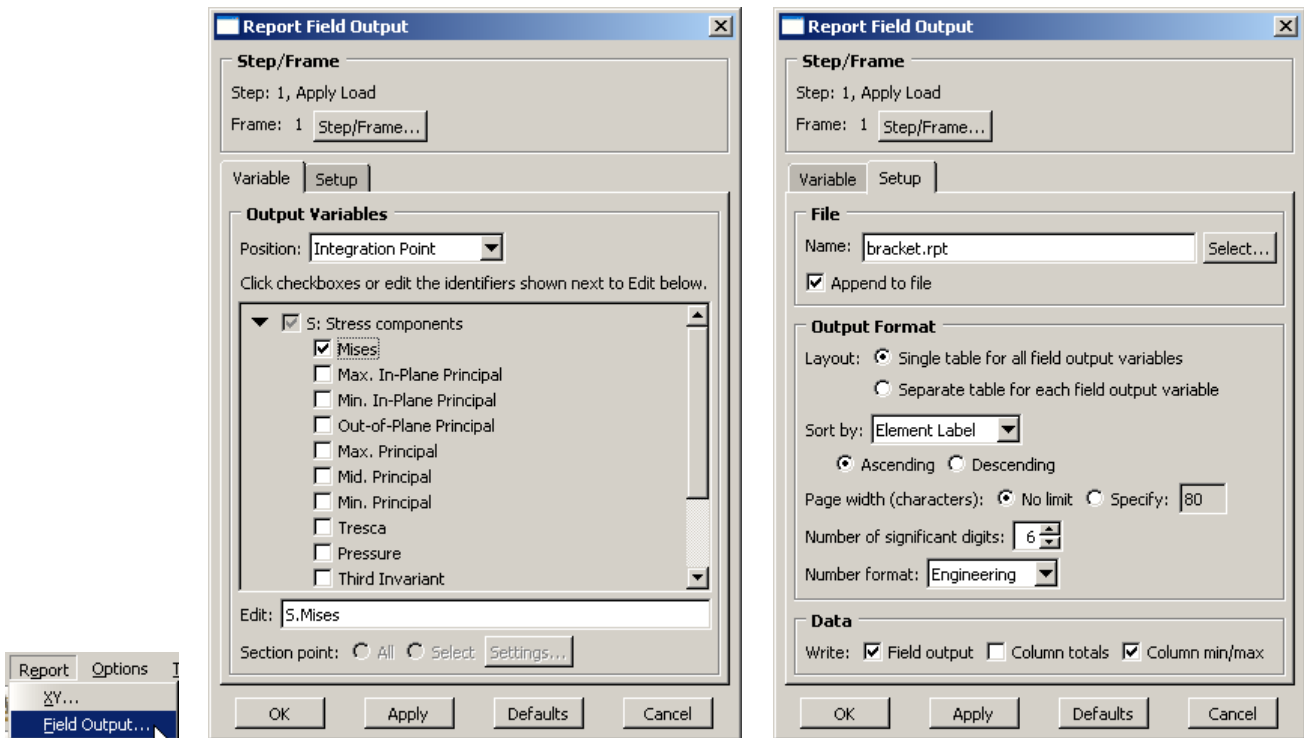 Report Options T
XY...
Field Output...
Report Field Output
Step/Frame
Step: 1, Apply Load
Frame: 1 Step/Frame...
Variable Setup
Output Variables
Position: Integration Point
Click checkboxes or edit the identifiers shown next to Edit below.
S: Stress components
Mises
Max. In-Plane Principal
Min. In-Plane Principal
Out-of-Plane Principal
Max. Principal
Mid. Principal
Min. Principal
Tresca
Pressure
Third Invariant
Edit: S.Mises
Section point: All Select Settings...
OK Apply Defaults Cancel
Report Field Output
Step/Frame
Step: 1, Apply Load
Frame: 1 Step/Frame...
Variable Setup
File
Name: bracket.rpt Select...
Append to file
Output Format
Layout: Single table for all field output variables
Separate table for each field output variable
Sort by: Element Label
Ascending Descending
Page width (characters): No limit Specify: 80
Number of significant digits: 6
Number format: Engineering
Data
Write: Field output Column totals Column min/max
OK Apply Defaults Cancel